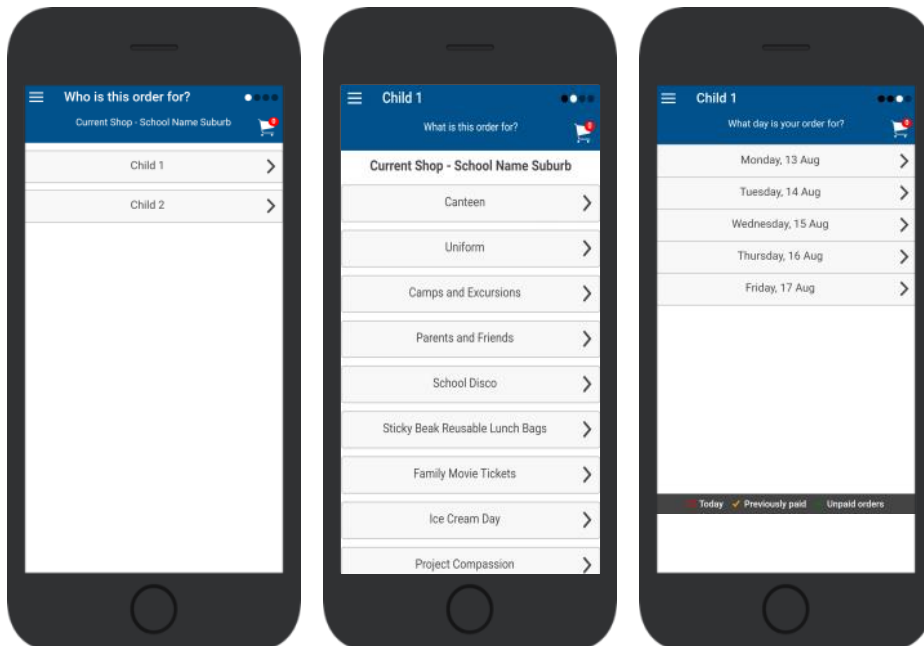 Who is this order for?
Current Shop - School Name Suburb
0
Child 1
Child 2
Child 1
What is this order for?
0
Current Shop - School Name Suburb
Canteen
Uniform
Camps and Excursions
Parents and Friends
School Disco
Sticky Beak Reusable Lunch Bags
Family Movie Tickets
Ice Cream Day
Project Compassion
Child 1
What day is your order for?
0
Monday, 13 Aug
Tuesday, 14 Aug
Wednesday, 15 Aug
Thursday, 16 Aug
Friday, 17 Aug
Today Previously paid Unpaid orders